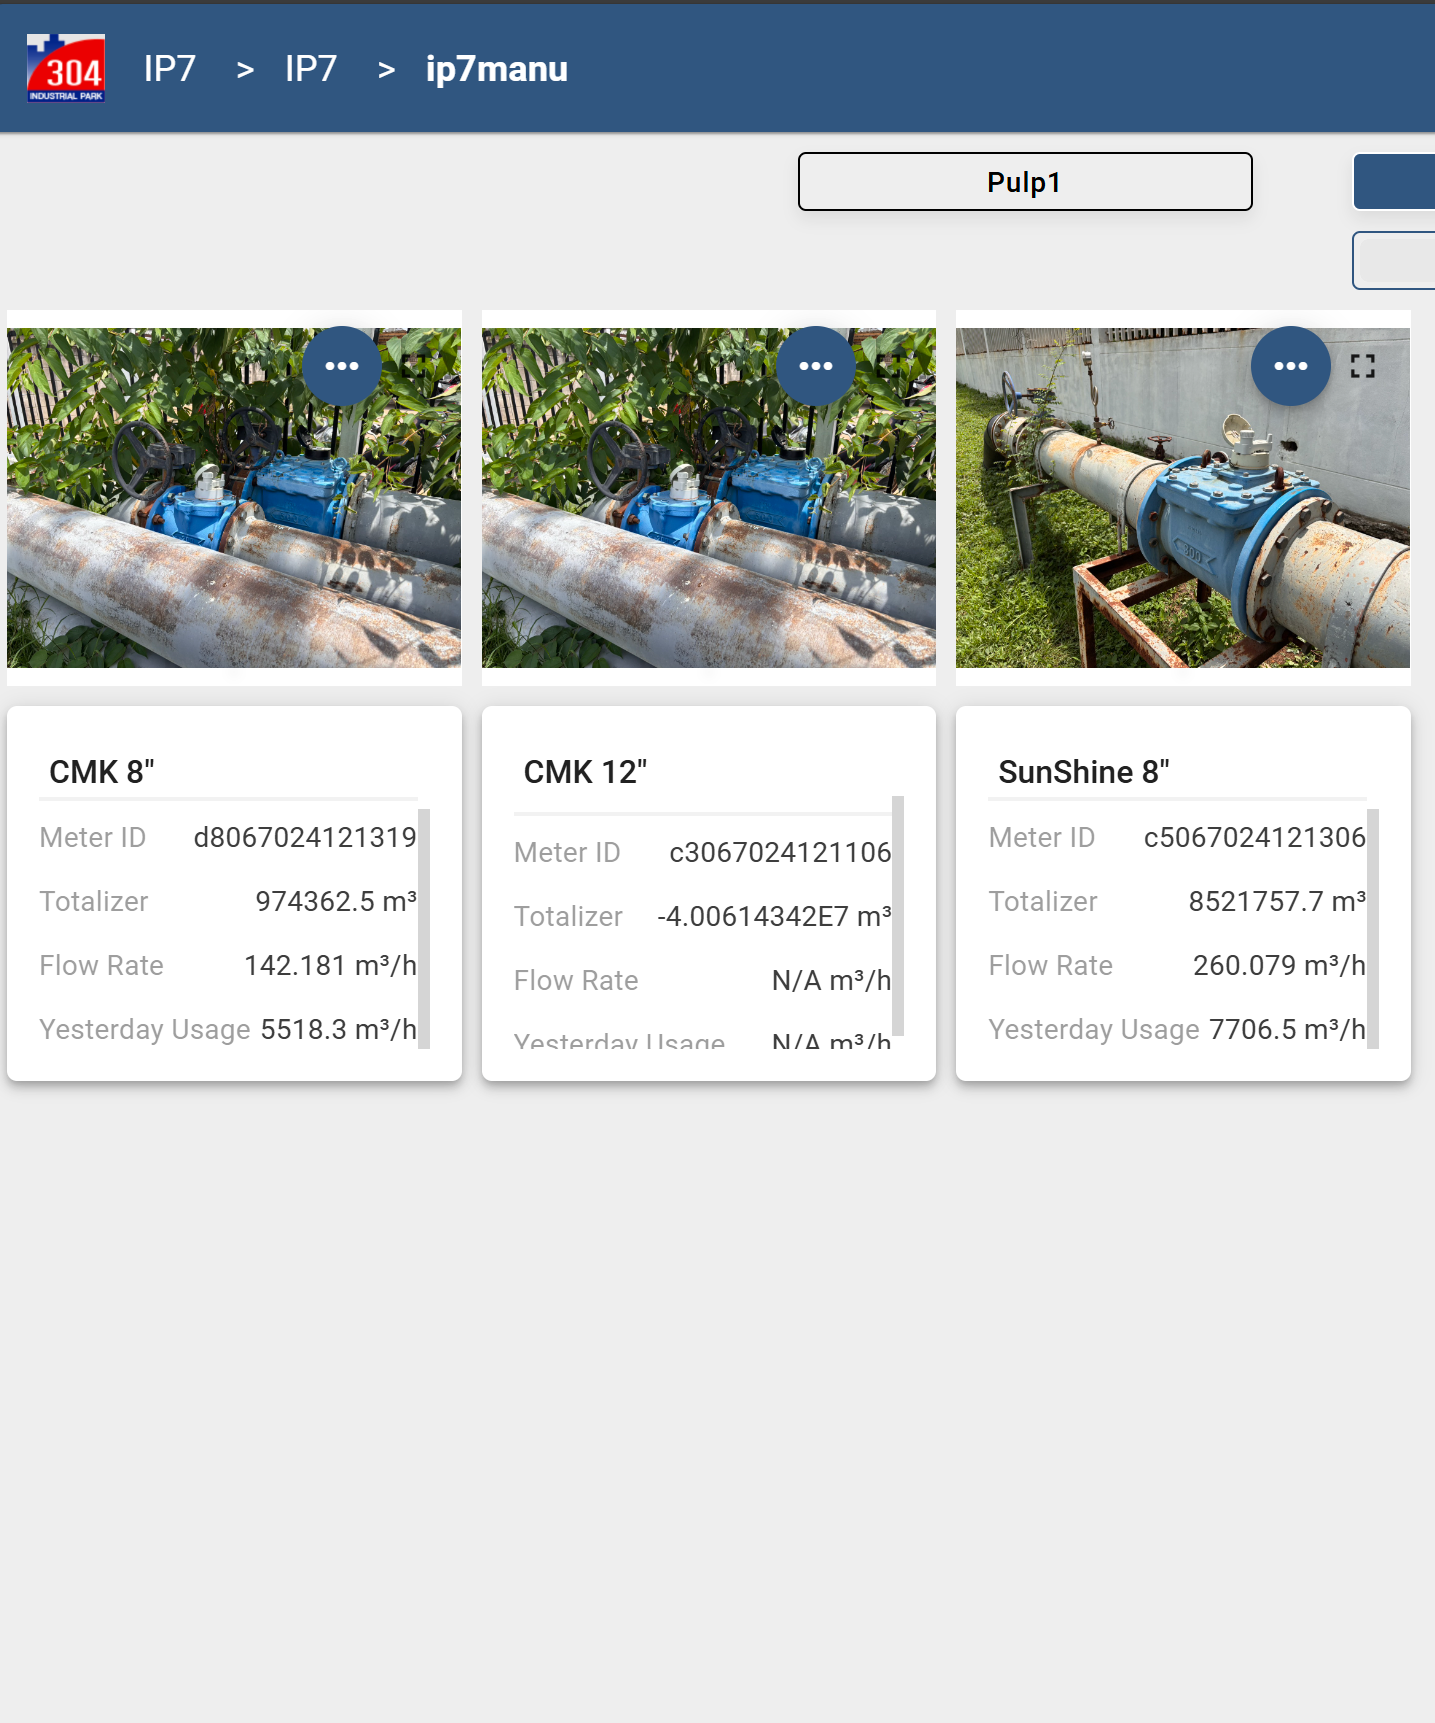 304
INDUSTRIAL PARK
IP7 > IP7 > ip7manu
Pulp1
300
CMK 8"
Meter ID d8067024121319
Totalizer 974362.5 m³
Flow Rate 142.181 m³/h
Yesterday Usage 5518.3 m³/h
CMK 12"
Meter ID c3067024121106
Totalizer -4.00614342E7 m³
Flow Rate N/A m³/h
Yesterday Usage N/A m³/h
SunShine 8"
Meter ID c5067024121306
Totalizer 8521757.7 m³
Flow Rate 260.079 m³/h
Yesterday Usage 7706.5 m³/h